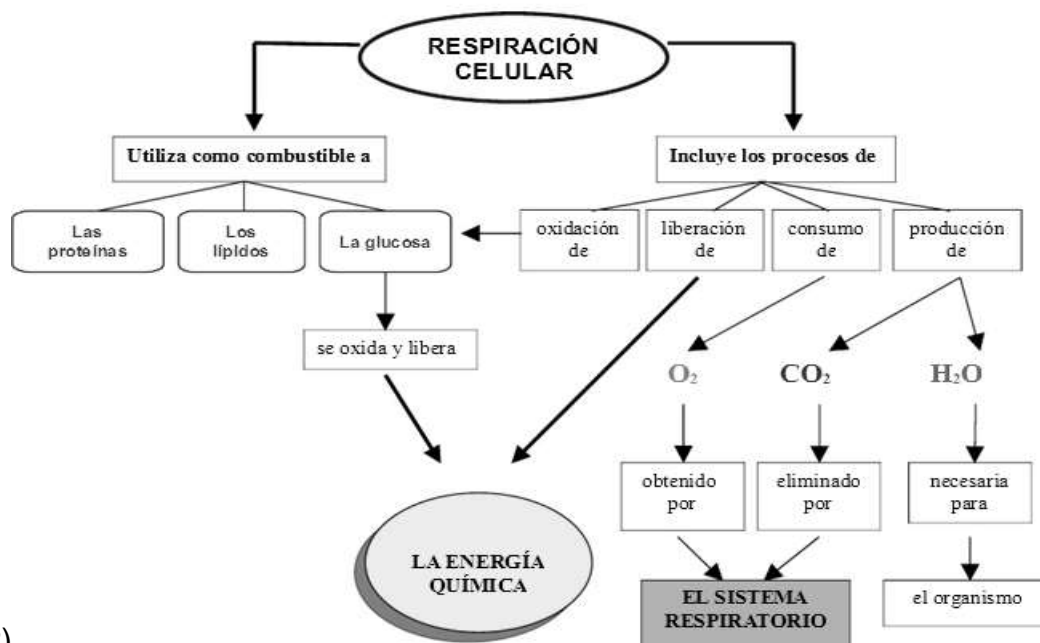 RESPIRACIÓN
CELULAR
Utiliza como combustible a
Incluye los procesos de
Las
proteínas
Los
lípidos
La glucosa
oxidación
de
liberación
de
consumo
de
producción
de
se oxida y libera
O₂
CO₂
H₂O
obtenido
por
eliminado
por
necesaria
para
LA ENERGÍA
QUÍMICA
EL SISTEMA
RESPIRATORIO
el organismo
)